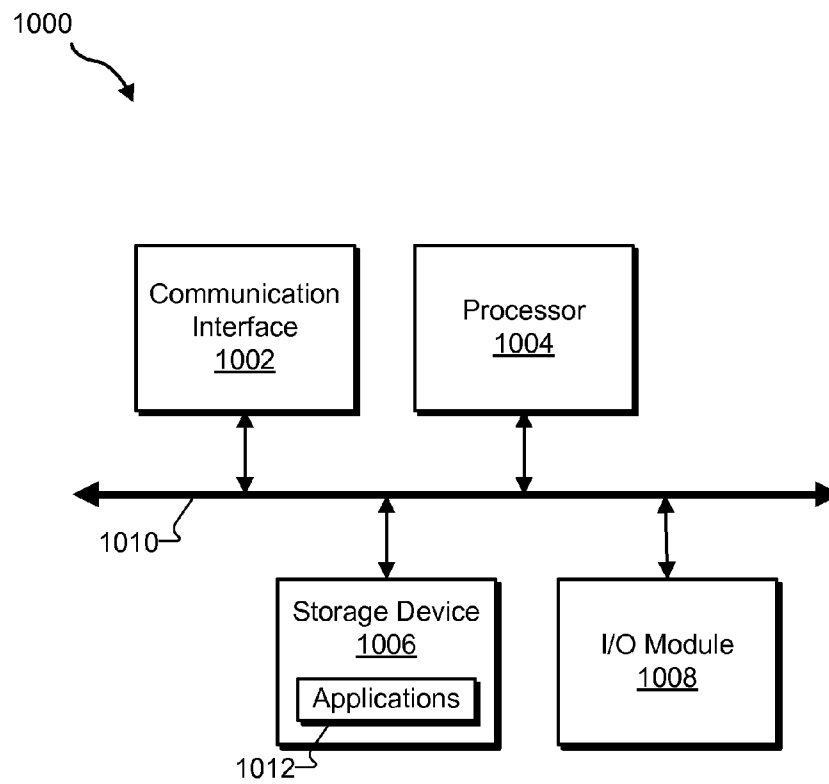 1000
Communication
Interface
1002
Processor
1004
1010
Storage Device
1006
Applications
1012
I/O Module
1008